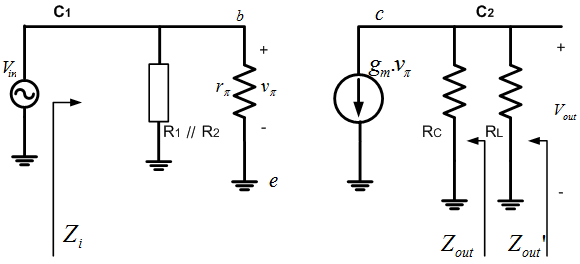 C1 b c C2
Vin rπ vπ + - gm.vπ + Vout -
R1 // R2 RC RL
e
Zi Zout Zout'